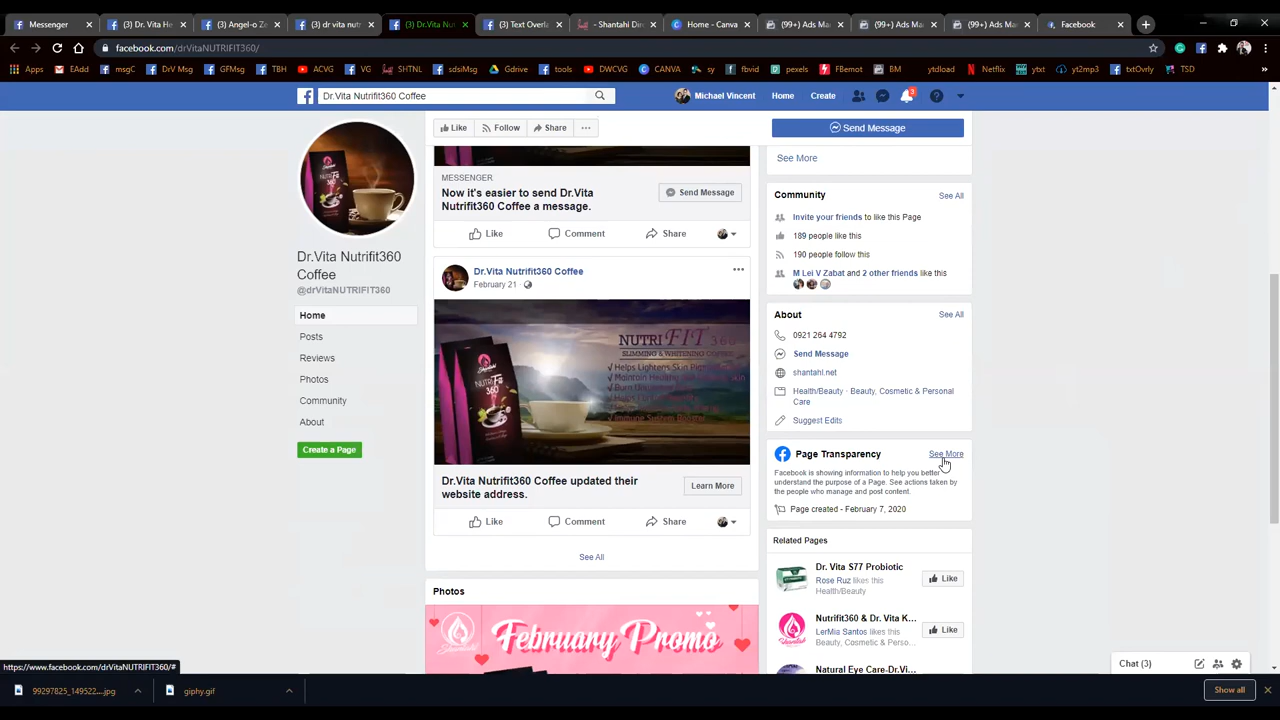 Messenger
(3) Dr. Vita He
(3) Angel-o Ze
(3) dr vita nutr
(3) Dr.Vita Nut
(3) Text Overla
- Shantahl Din
Home - Canva
(99+) Ads Ma
(99+) Ads Ma
(99+) Ads Ma
Facebook
facebook.com/drVitaNUTRIFIT360/
Apps
EAdd
msgC
DrV Msg
GFMsg
TBH
ACVG
VG
SHTNL
sdsiMsg
Gdrive
tools
DWCVG
CANVA
sy
fbvid
pexels
FBemot
BM
ytdload
Netflix
ytxt
yt2mp3
txtOvrly
TSD
Dr.Vita Nutrifit360 Coffee
Michael Vincent
Home
Create
3
Like
Follow
Share
Send Message
See More
MESSENGER
Now it's easier to send Dr.Vita
Nutrifit360 Coffee a message.
Send Message
Like
Comment
Share
Dr.Vita Nutrifit360
Coffee
@drVitaNUTRIFIT360
Home
Posts
Reviews
Photos
Community
About
Create a Page
Dr.Vita Nutrifit360 Coffee
February 21
NUTRI FIT 360
SLIMMING & WHITENING COFFEE
√ Immune System Booster
Dr.Vita Nutrifit360 Coffee updated their
website address.
Learn More
Like
Comment
Share
See All
Photos
Shantahl
February Promo
Community
See All
Invite your friends to like this Page
189 people like this
190 people follow this
M Lei V Zabat and 2 other friends like this
About
See All
0921 264 4792
Send Message
shantahl.net
Health/Beauty · Beauty, Cosmetic & Personal
Care
Suggest Edits
Page Transparency
See More
Facebook is showing information to help you better
understand the purpose of a Page. See actions taken by
the people who manage and post content.
Page created - February 7, 2020
Related Pages
Dr. Vita S77 Probiotic
Rose Ruz likes this
Health/Beauty
Like
Nutrifit360 & Dr. Vita K...
LerMia Santos likes this
Beauty, Cosmetic & Perso...
Like
Natural Eye Care-Dr.Vi...
Chat (3)
https://www.facebook.com/drVitaNUTRIFIT360/#
99297825_149522....jpg
giphy.gif
Show all